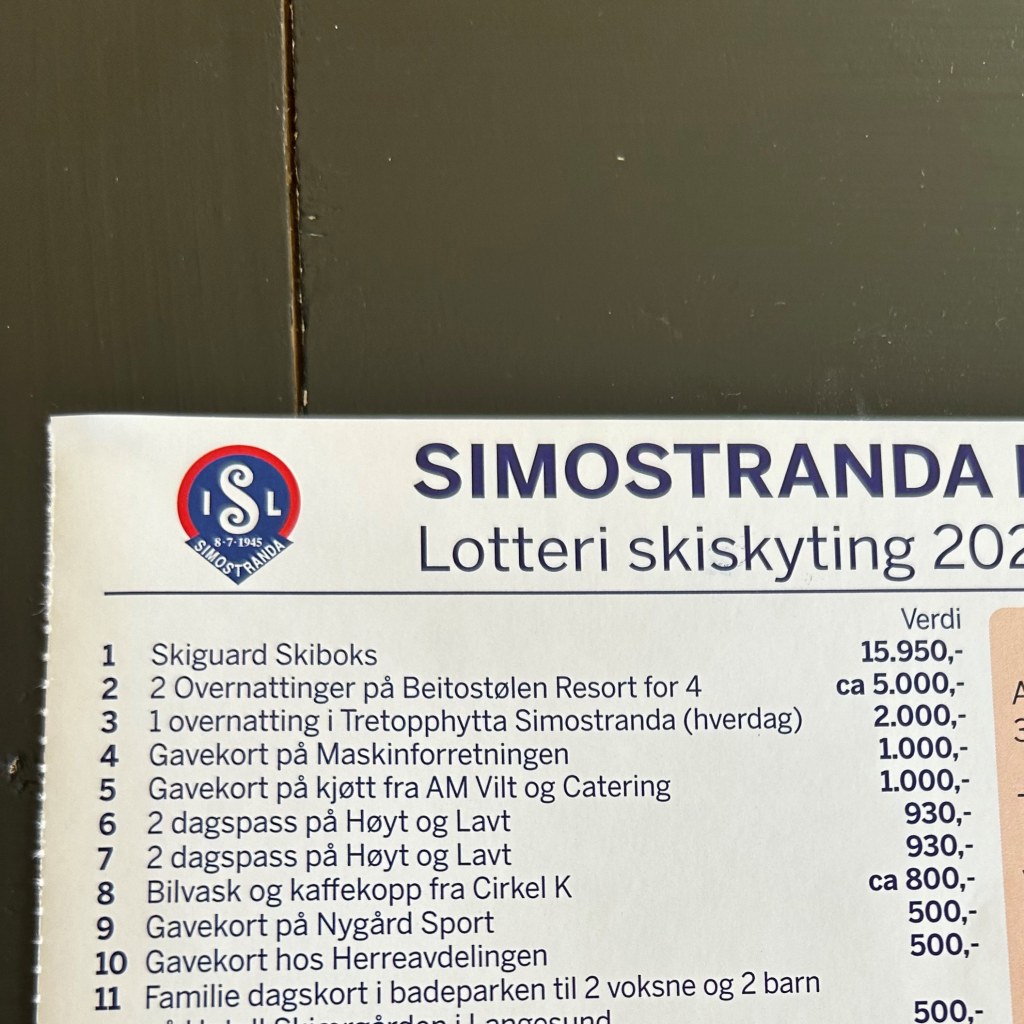 I S L
8-7-1945
SIMOSTRANDA
SIMOSTRANDA
Lotteri skiskyting
Verdi
1 Skiguard Skiboks 15.950,-
2 2 Overnattinger på Beitostølen Resort for 4 ca 5.000,-
3 1 overnatting i Tretopphytta Simostranda (hverdag) 2.000,-
4 Gavekort på Maskinforretningen 1.000,-
5 Gavekort på kjøtt fra AM Vilt og Catering 1.000,-
6 2 dagspass på Høyt og Lavt 930,-
7 2 dagspass på Høyt og Lavt 930,-
8 Bilvask og kaffekopp fra Cirkel K ca 800,-
9 Gavekort på Nygård Sport 500,-
10 Gavekort hos Herreavdelingen 500,-
11 Familie dagskort i badeparken til 2 voksne og 2 barn
i Langesund 500,-